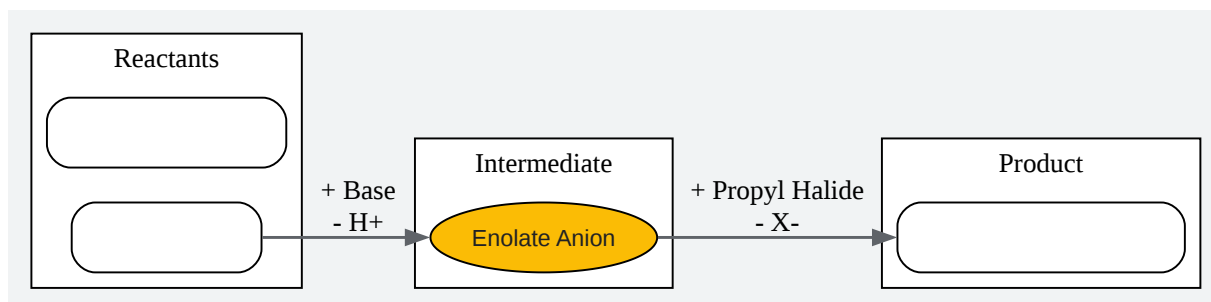 Reactants
+ Base
- H+
Intermediate
Enolate Anion
+ Propyl Halide
- X-
Product